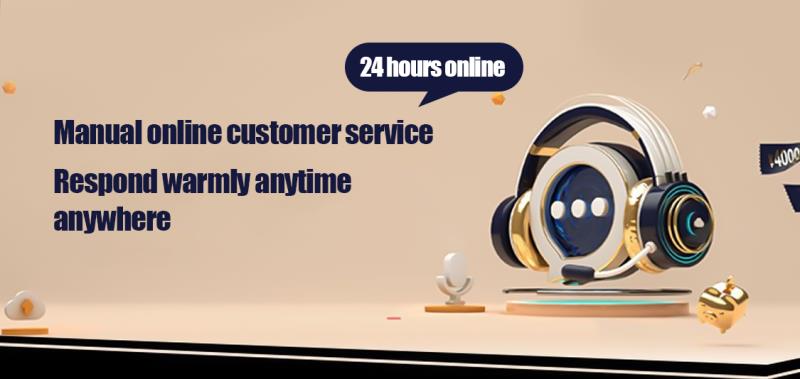 24 hours online
Manual online customer service
Respond warmly anytime
anywhere